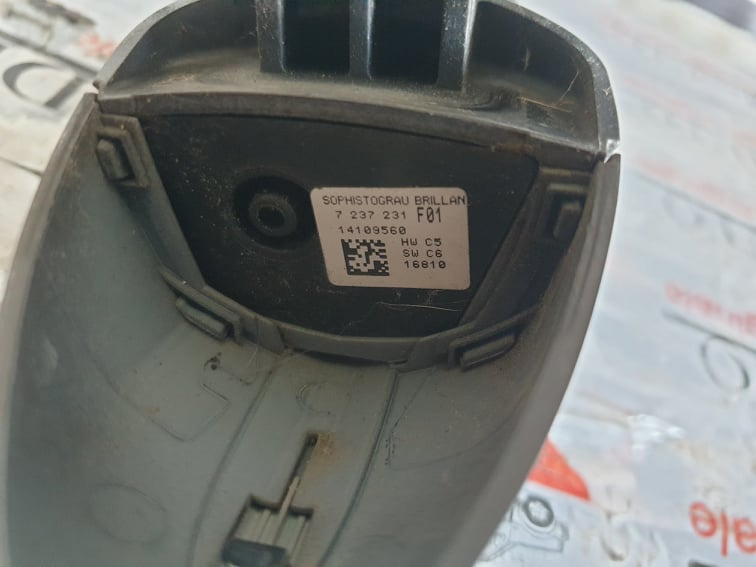 SOPHISTOGRAU BRILLAN
7 237 231 F01
14109560
HW C5
SW C6
16810